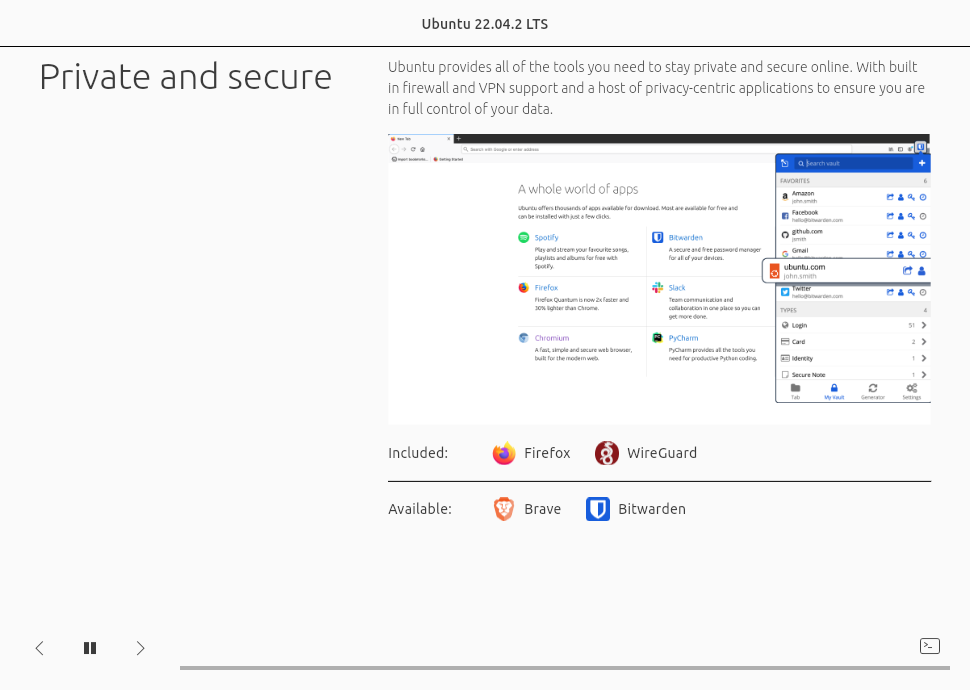 Ubuntu 22.04.2 LTS
Private and secure
Ubuntu provides all of the tools you need to stay private and secure online. With built
in firewall and VPN support and a host of privacy-centric applications to ensure you are
in full control of your data.
New Tab
Search with Google or enter address
Import bookmarks... Getting Started
A whole world of apps
Ubuntu offers thousands of apps available for download. Most are available for free and
can be installed with just a few clicks.
Spotify
Play and stream your favourite songs,
playlists and albums for free with
Spotify.
Bitwarden
A secure and free password manager
for all of your devices.
Firefox
FireFox Quantum is now 2x faster and
30% lighter than Chrome.
Slack
Team communication and
collaboration in one place so you can
get more done.
Chromium
A fast, simple and secure web browser,
built for the modern web.
PyCharm
PyCharm provides all the tools you
need for productive Python coding.
Search vault
FAVORITES 6
Amazon
john.smith
Facebook
hello@bitwarden.com
github.com
jsmith
Gmail
ubuntu.com
john.smith
Twitter
hello@bitwarden.com
TYPES 4
Login 51
Card 2
Identity 1
Secure Note 1
Tab My Vault Generator Settings
Included: Firefox WireGuard
Available: Brave Bitwarden